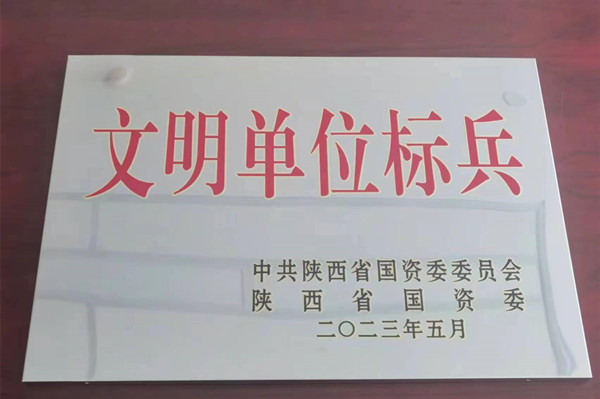 文明单位标兵
中共陕西省国资委委员会
陕西省国资委
二〇二三年五月